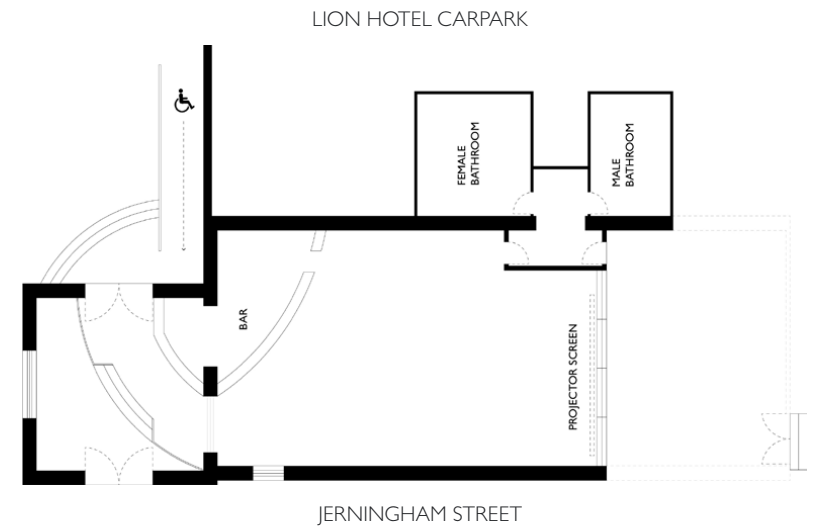 LION HOTEL CARPARK
FEMALE
BATHROOM
MALE
BATHROOM
BAR
PROJECTOR SCREEN
JERNINGHAM STREET